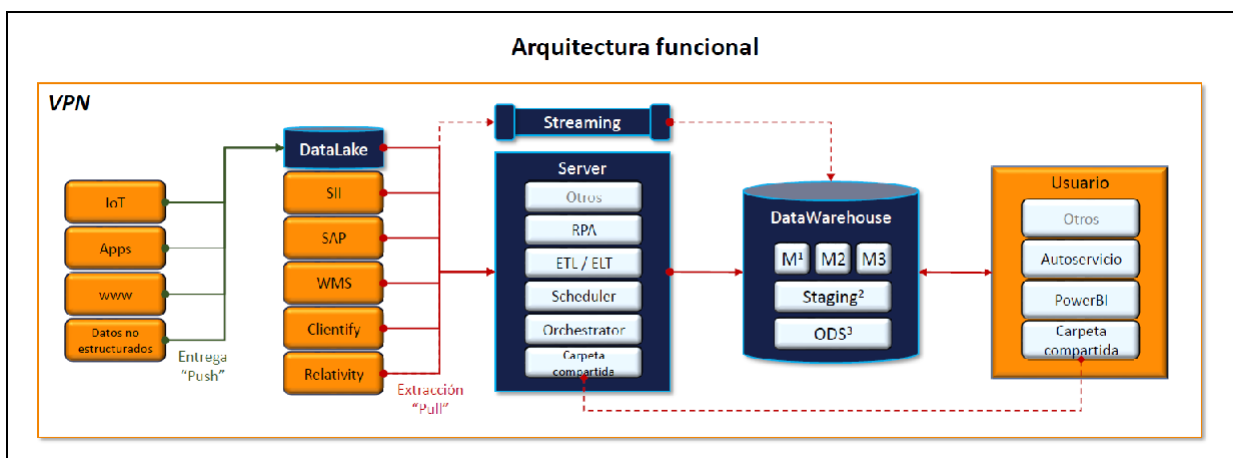 Arquitectura funcional
VPN
IoT
Apps
www
Datos no
estructurados
Entrega
"Push"
DataLake
SII
SAP
WMS
Clientify
Relativity
Extracción
"Pull"
Streaming
Server
Otros
RPA
ETL / ELT
Scheduler
Orchestrator
Carpeta
compartida
DataWarehouse
M¹
M2
M3
Staging²
ODS³
Usuario
Otros
Autoservicio
PowerBI
Carpeta
compartida